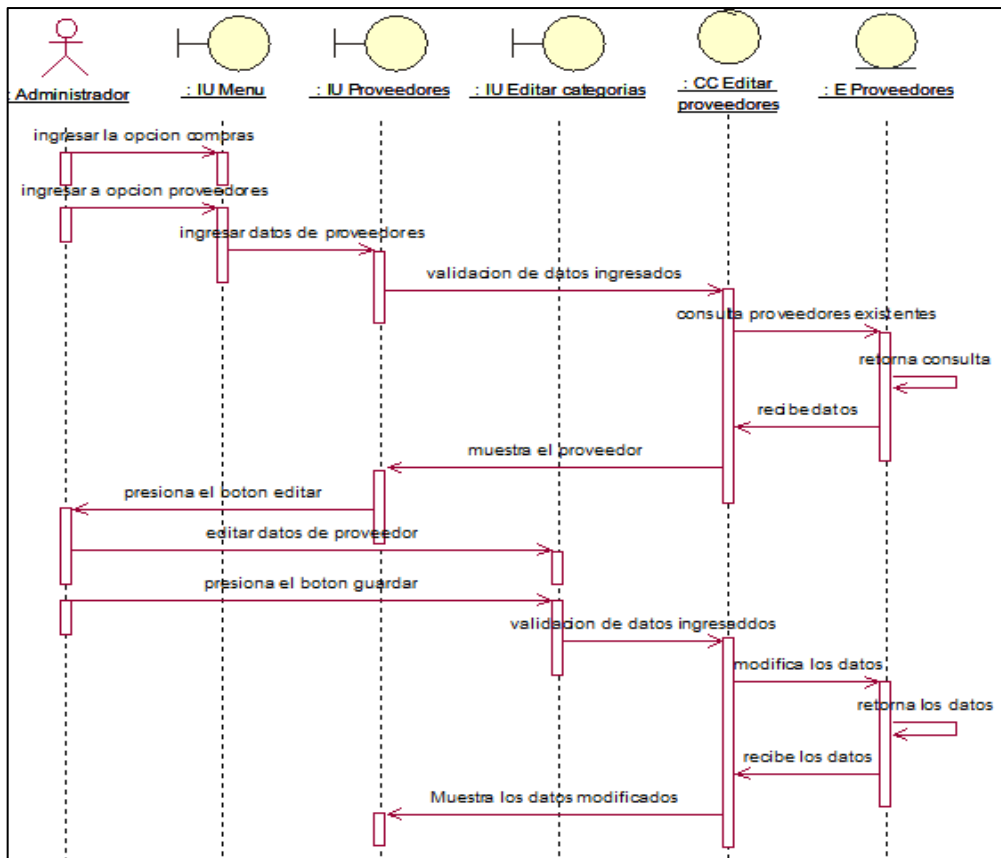 : Administrador
: IU Menu
: IU Proveedores
: IU Editar categorias
: CC Editar
proveedores
: E Proveedores
ingresar la opcion compras
ingresar a opcion proveedores
ingresar datos de proveedores
validacion de datos ingresados
consulta proveedores existentes
retorna consulta
recibe datos
muestra el proveedor
presiona el boton editar
editar datos de proveedor
presiona el boton guardar
validacion de datos ingresaddos
modifica los datos
retorna los datos
recibe los datos
Muestra los datos modificados